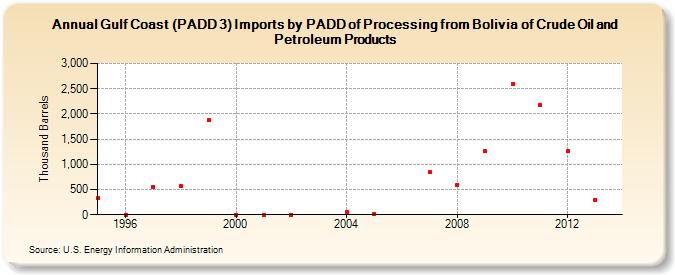 Annual Gulf Coast (PADD 3) Imports by PADD of Processing from Bolivia of Crude Oil and
Petroleum Products
Thousand Barrels
3,000
2,500
2,000
1,500
1,000
500
0
1996 2000 2004 2008 2012
Source: U.S. Energy Information Administration